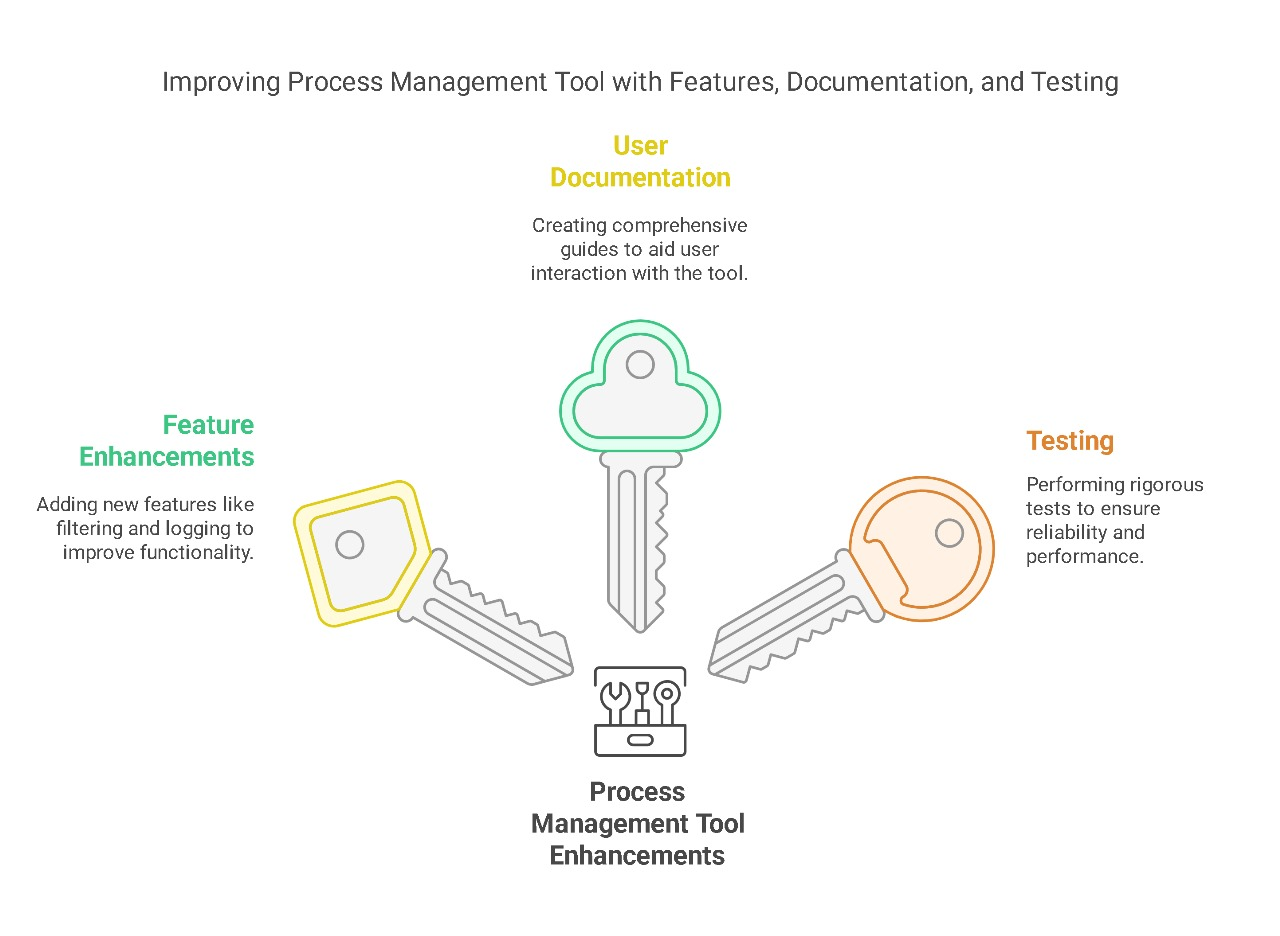 Improving Process Management Tool with Features, Documentation, and Testing
User
Documentation
Creating comprehensive
guides to aid user
interaction with the tool.
Feature
Enhancements
Adding new features like
filtering and logging to
improve functionality.
Testing
Performing rigorous
tests to ensure
reliability and
performance.
Process
Management Tool
Enhancements